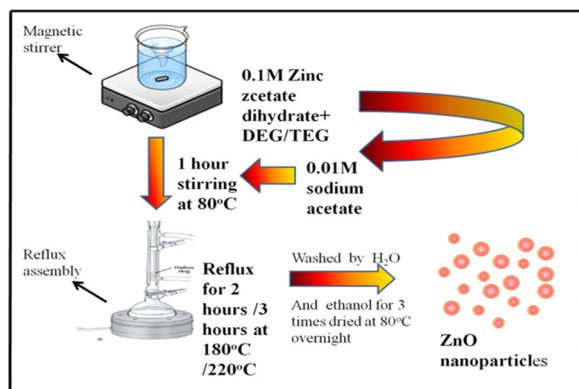 Magnetic
stirrer
0.1M Zinc
zcetate
dihydrate+
DEG/TEG
0.01M
sodium
acetate
1 hour
stirring
at 80°C
Reflux
assembly
Reflux
for 2
hours /3
hours at
180°C
/220°C
Washed by H₂O
And ethanol for 3
times dried at 80°C
overnight
ZnO
nanoparticles